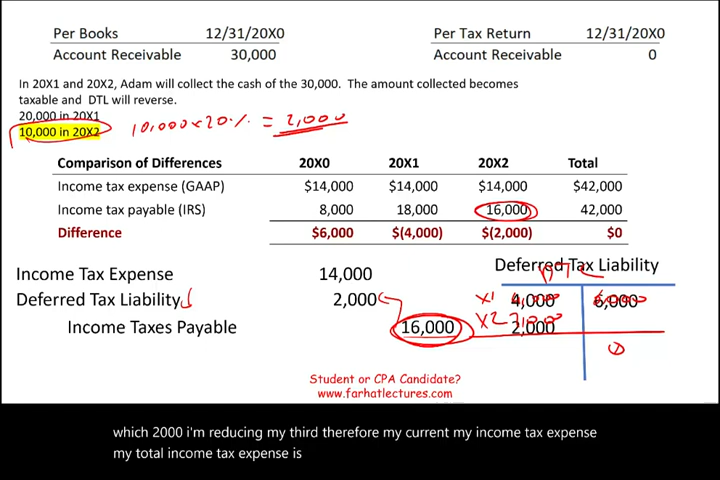 Per Books 12/31/20X0 Per Tax Return 12/31/20X0
Account Receivable 30,000 Account Receivable 0
In 20X1 and 20X2, Adam will collect the cash of the 30,000. The amount collected becomes
taxable and DTL will reverse.
20,000 in 20X1
10,000 in 20X2 10,000 x 20% = 2,000
Comparison of Differences 20X0 20X1 20X2 Total
Income tax expense (GAAP) $14,000 $14,000 $14,000 $42,000
Income tax payable (IRS) 8,000 18,000 16,000 42,000
Difference $6,000 $(4,000) $(2,000) $0
Income Tax Expense 14,000
Deferred Tax Liability 2,000
Income Taxes Payable 16,000
Deferred Tax Liability
DTL
X1 4,000 6,000
X2 2,000
0
Student or CPA Candidate?
www.farhatlectures.com
which 2000 i'm reducing my third therefore my current my income tax expense
my total income tax expense is